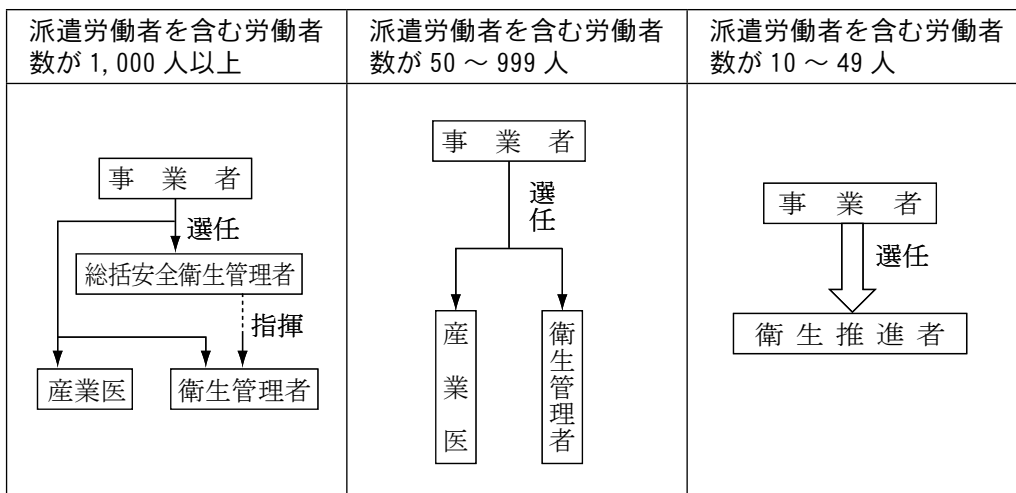 派遣労働者を含む労働者
数が1,000人以上
派遣労働者を含む労働者
数が50～999人
派遣労働者を含む労働者
数が10～49人
事業者
選任
総括安全衛生管理者
指揮
産業医
衛生管理者
事業者
選任
産業医
衛生管理者
事業者
選任
衛生推進者